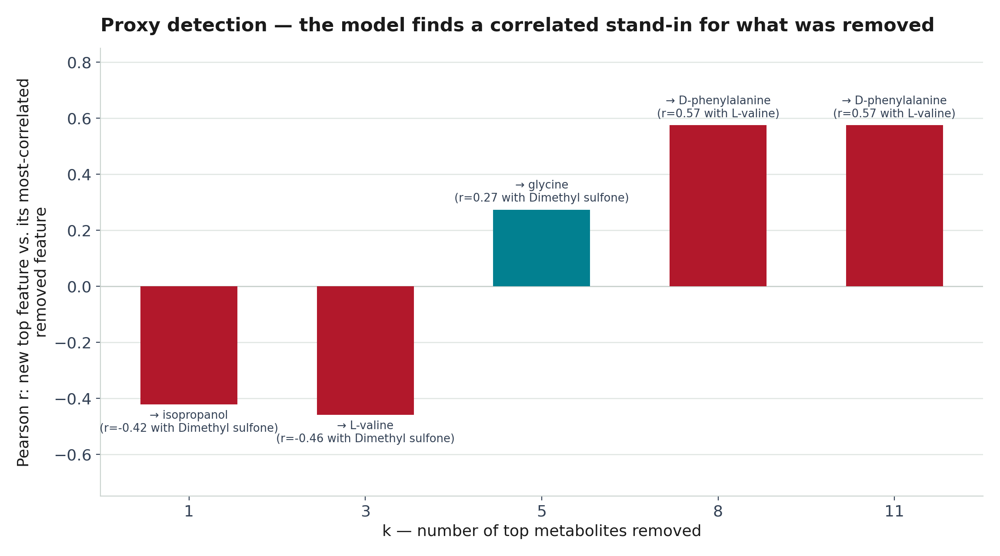 Proxy detection — the model finds a correlated stand-in for what was removed
Pearson r: new top feature vs. its most-correlated
removed feature
0.8
0.6
0.4
0.2
0.0
−0.2
−0.4
−0.6
→ isopropanol
(r=-0.42 with Dimethyl sulfone)
→ L-valine
(r=-0.46 with Dimethyl sulfone)
→ glycine
(r=0.27 with Dimethyl sulfone)
→ D-phenylalanine
(r=0.57 with L-valine)
→ D-phenylalanine
(r=0.57 with L-valine)
1
3
5
8
11
k — number of top metabolites removed